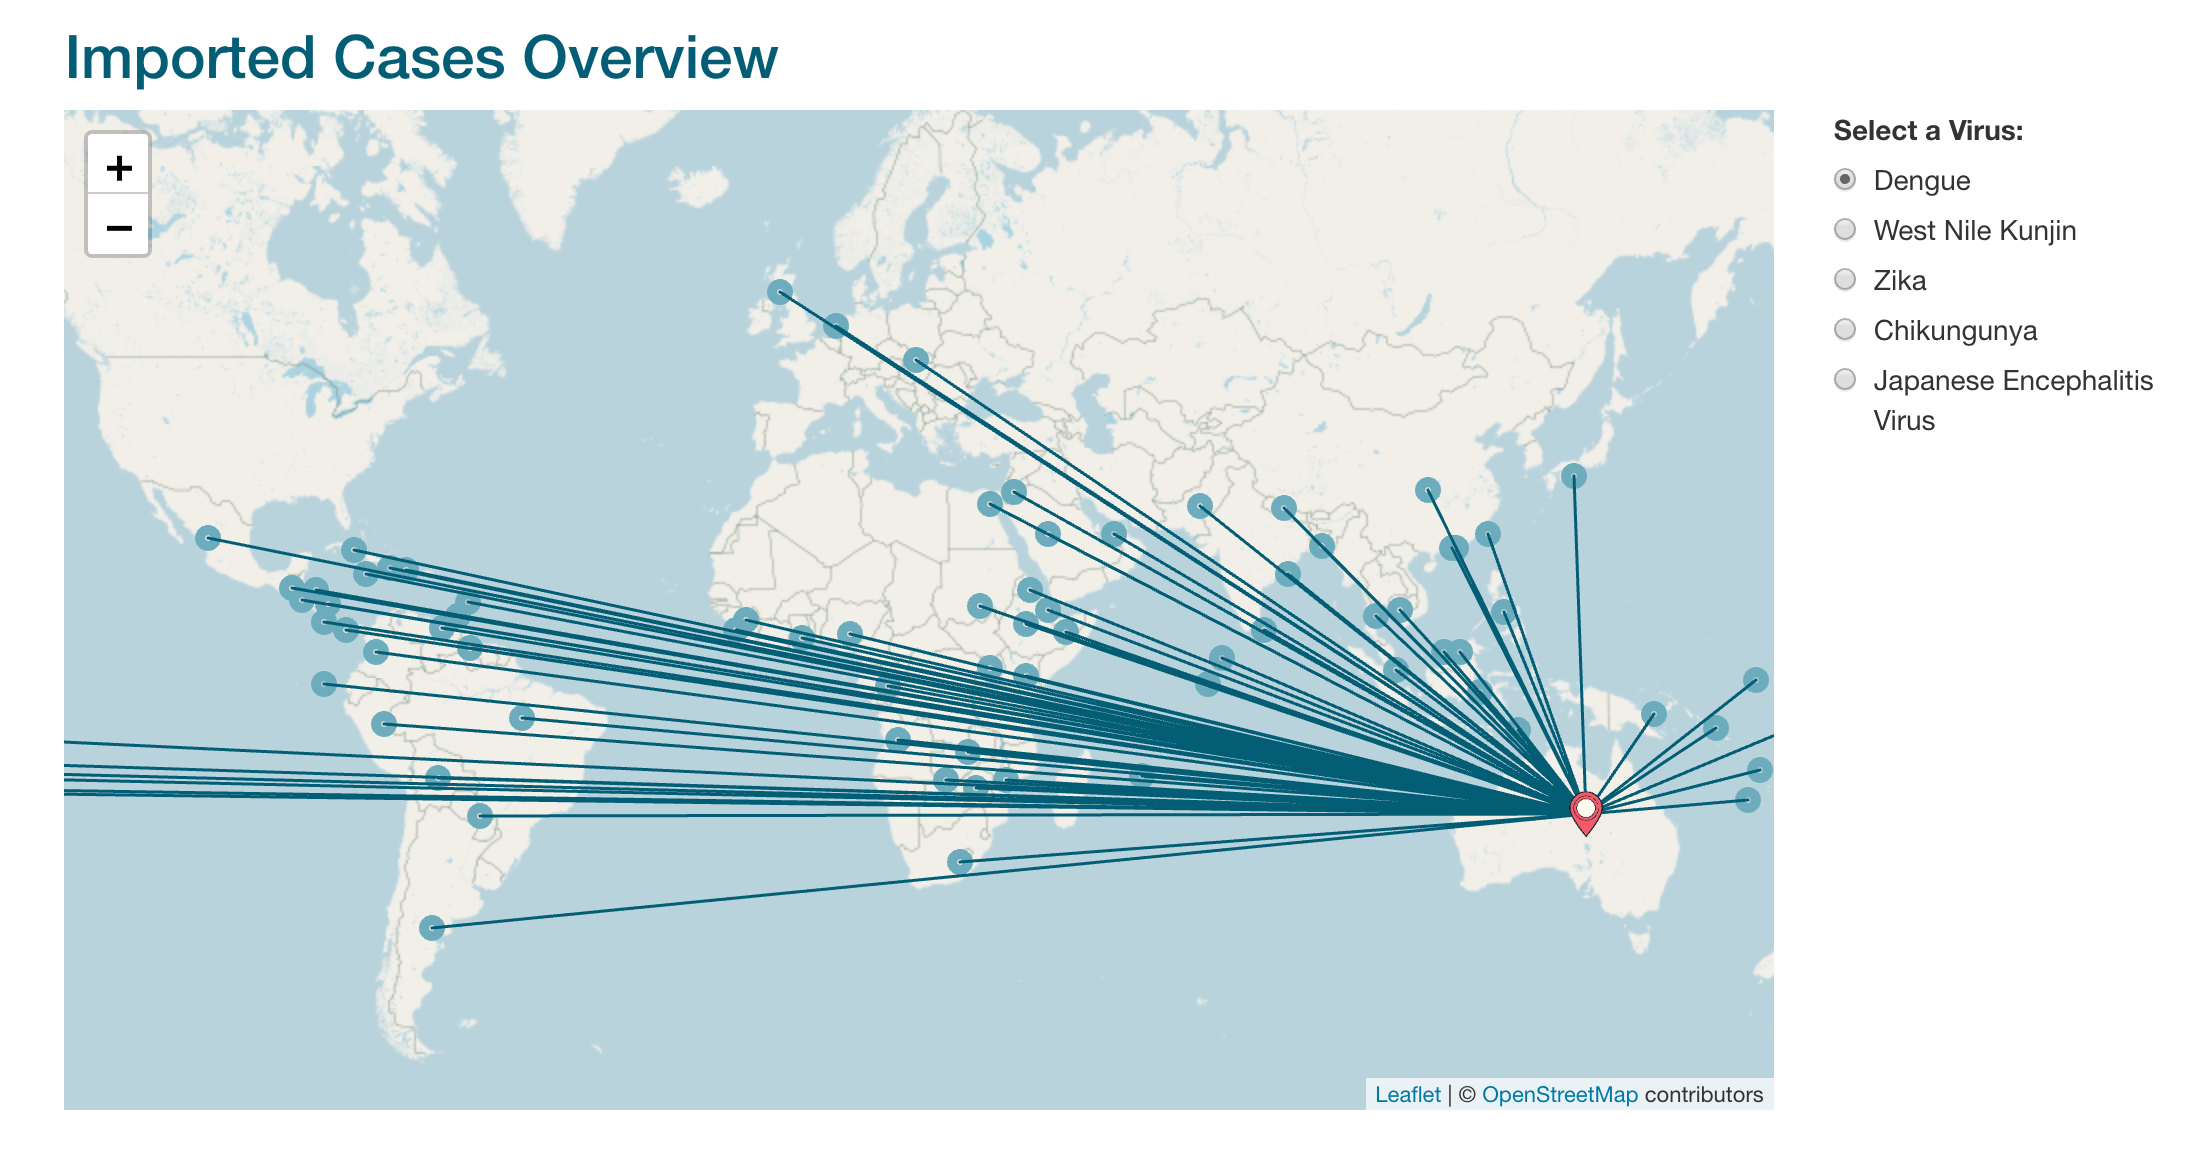 Imported Cases Overview
+
−
Select a Virus:
Dengue
West Nile Kunjin
Zika
Chikungunya
Japanese Encephalitis
Virus
Leaflet | © OpenStreetMap contributors